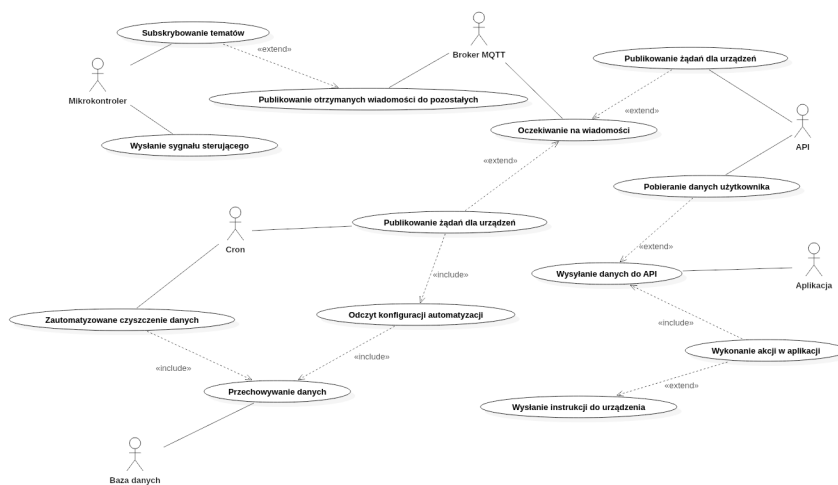 Subskrybowanie tematów
«extend»
Broker MQTT
Publikowanie żądań dla urządzeń
Mikrokontroler
Publikowanie otrzymanych wiadomości do pozostałych
«extend»
Oczekiwanie na wiadomości
API
Wysłanie sygnału sterującego
«extend»
Pobieranie danych użytkownika
Publikowanie żądań dla urządzeń
Cron
«extend»
«include»
Wysyłanie danych do API
Aplikacja
Zautomatyzowane czyszczenie danych
Odczyt konfiguracji automatyzacji
«include»
«include»
«include»
Wykonanie akcji w aplikacji
«extend»
Przechowywanie danych
Wysłanie instrukcji do urządzenia
Baza danych